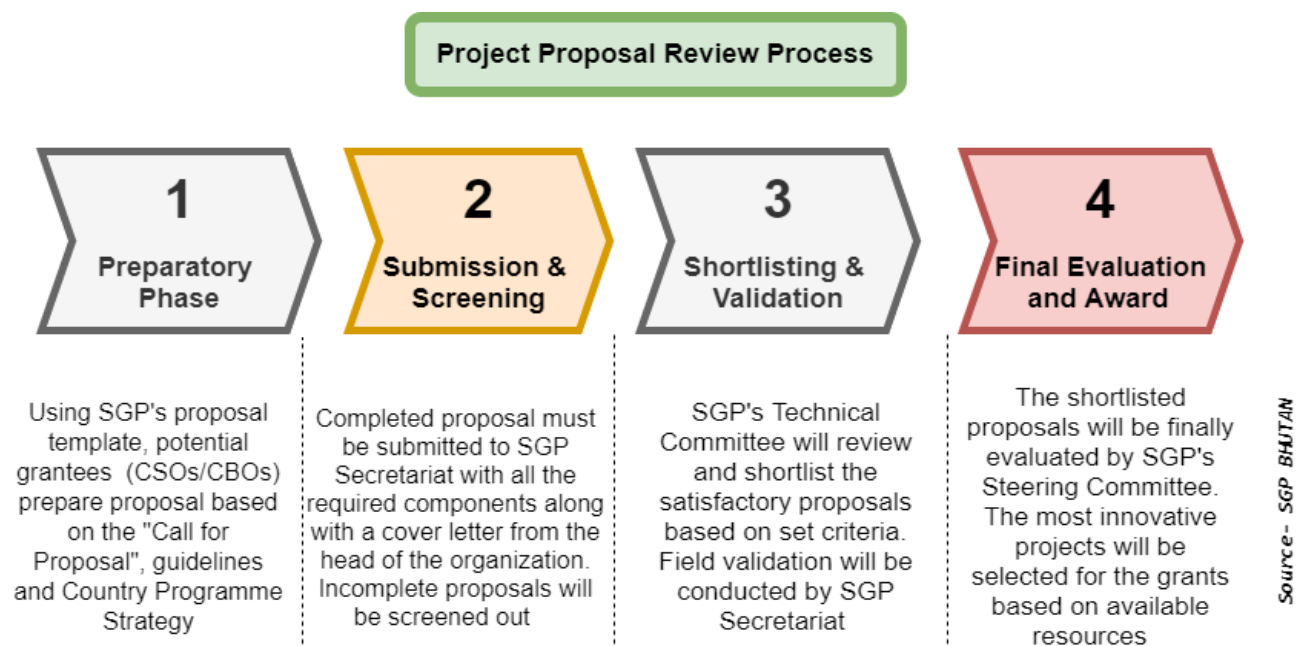 Project Proposal Review Process
1
Preparatory
Phase
Using SGP's proposal
template, potential
grantees (CSOs/CBOs)
prepare proposal based
on the "Call for
Proposal", guidelines
and Country Programme
Strategy
2
Submission &
Screening
Completed proposal must
be submitted to SGP
Secretariat with all the
required components along
with a cover letter from the
head of the organization.
Incomplete proposals will
be screened out
3
Shortlisting &
Validation
SGP's Technical
Committee will review
and shortlist the
satisfactory proposals
based on set criteria.
Field validation will be
conducted by SGP
Secretariat
4
Final Evaluation
and Award
The shortlisted
proposals will be finally
evaluated by SGP's
Steering Committee.
The most innovative
projects will be
selected for the grants
based on available
resources
Source- SGP BHUTAN